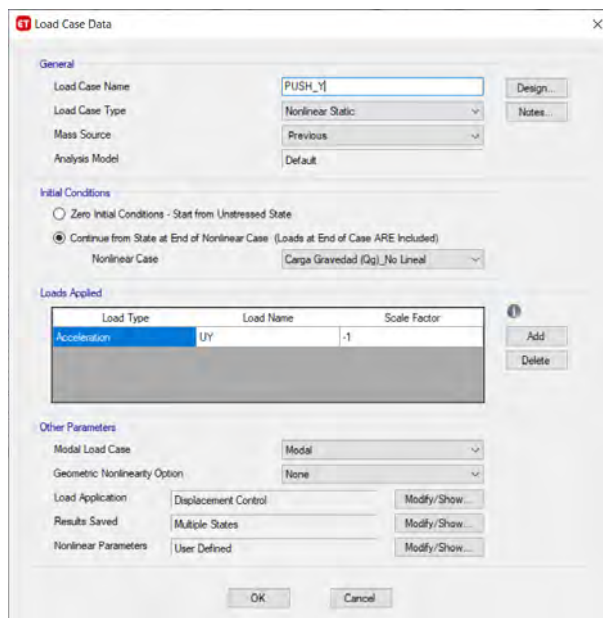 ET Load Case Data
General
Load Case Name PUSH_Y Design...
Load Case Type Nonlinear Static Notes...
Mass Source Previous
Analysis Model Default
Initial Conditions
Zero Initial Conditions - Start from Unstressed State
Continue from State at End of Nonlinear Case (Loads at End of Case ARE Included)
Nonlinear Case Carga Gravedad (Qg)_No Lineal
Loads Applied
Load Type Load Name Scale Factor
Acceleration UY -1 Add
Delete
Other Parameters
Modal Load Case Modal
Geometric Nonlinearity Option None
Load Application Displacement Control Modify/Show...
Results Saved Multiple States Modify/Show...
Nonlinear Parameters User Defined Modify/Show...
OK Cancel